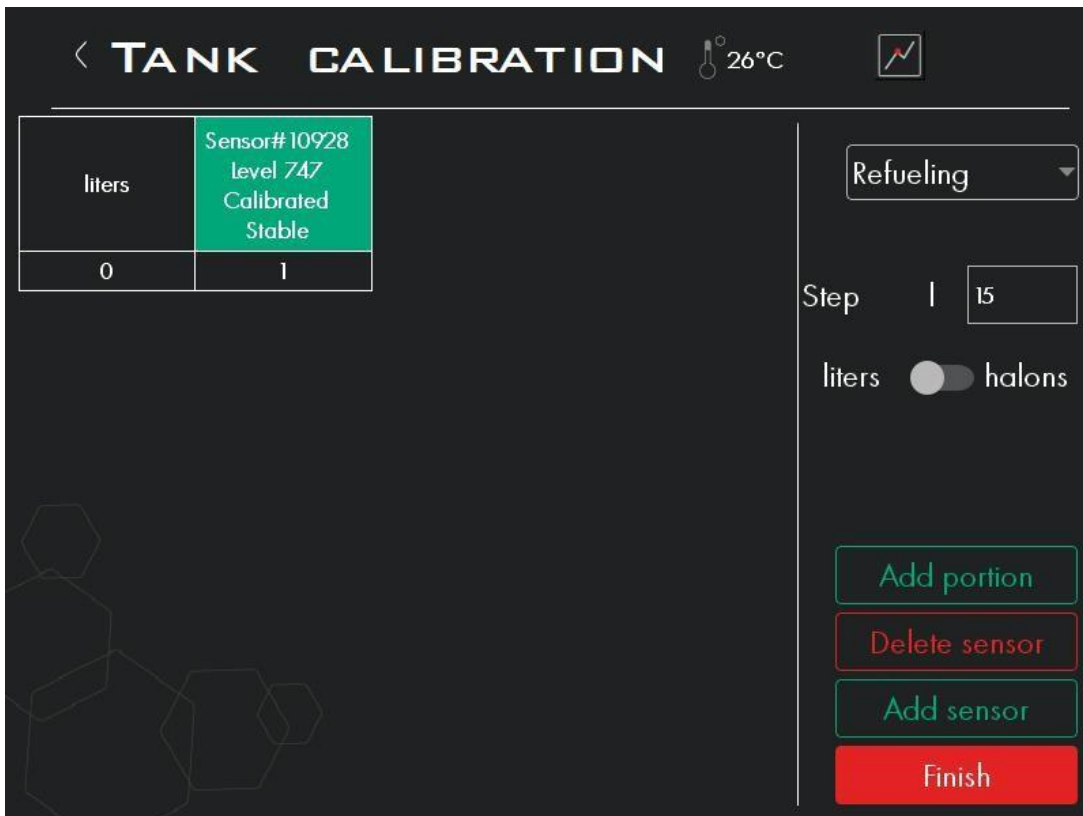 TANK CALIBRATION 26°C
liters
Sensor#10928
Level 747
Calibrated
Stable
0 1
Refueling
Step l 15
liters halons
Add portion
Delete sensor
Add sensor
Finish